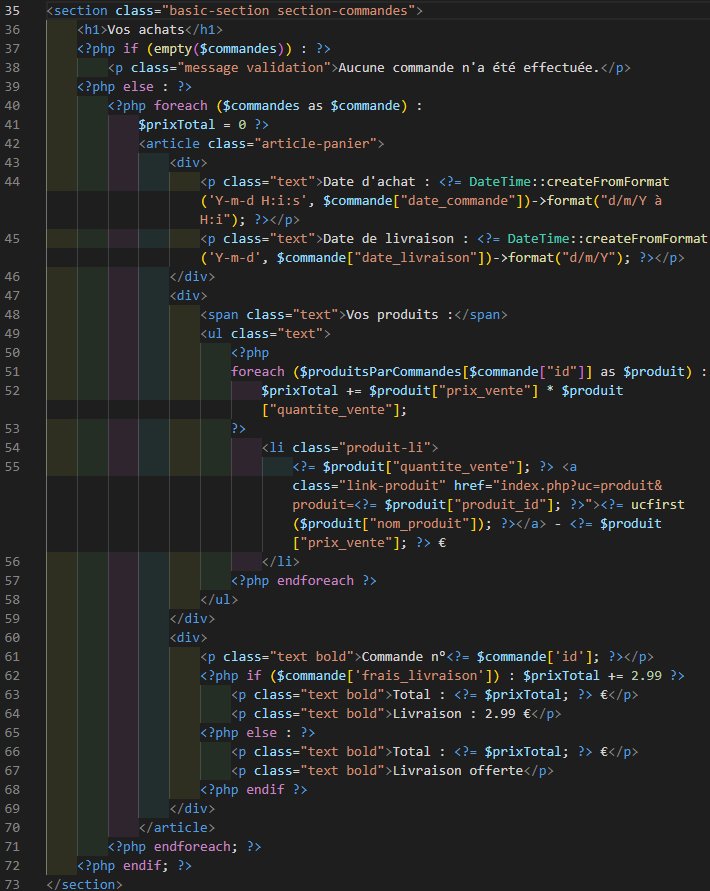 35 <section class="basic-section section-commandes">
36 <h1>Vos achats</h1>
37 <?php if (empty($commandes)) : ?>
38 <p class="message validation">Aucune commande n'a été effectuée.</p>
39 <?php else : ?>
40 <?php foreach ($commandes as $commande) :
41 $prixTotal = 0 ?>
42 <article class="article-panier">
43 <div>
44 <p class="text">Date d'achat : <?= DateTime::createFromFormat
('Y-m-d H:i:s', $commande["date_commande"])->format("d/m/Y à
H:i"); ?></p>
45 <p class="text">Date de livraison : <?= DateTime::createFromFormat
('Y-m-d', $commande["date_livraison"])->format("d/m/Y"); ?></p>
46 </div>
47 <div>
48 <span class="text">Vos produits :</span>
49 <ul class="text">
50 <?php
51 foreach ($produitsParCommandes[$commande["id"]] as $produit) :
52 $prixTotal += $produit["prix_vente"] * $produit
["quantite_vente"];
53 ?>
54 <li class="produit-li">
55 <?= $produit["quantite_vente"]; ?> <a
class="link-produit" href="index.php?uc=produit&
produit=<?= $produit["produit_id"]; ?>"><?= ucfirst
($produit["nom_produit"]); ?></a> - <?= $produit
["prix_vente"]; ?> €
56 </li>
57 <?php endforeach ?>
58 </ul>
59 </div>
60 <div>
61 <p class="text bold">Commande n°<?= $commande['id']; ?></p>
62 <?php if ($commande['frais_livraison']) : $prixTotal += 2.99 ?>
63 <p class="text bold">Total : <?= $prixTotal; ?> €</p>
64 <p class="text bold">Livraison : 2.99 €</p>
65 <?php else : ?>
66 <p class="text bold">Total : <?= $prixTotal; ?> €</p>
67 <p class="text bold">Livraison offerte</p>
68 <?php endif ?>
69 </div>
70 </article>
71 <?php endforeach; ?>
72 <?php endif; ?>
73 </section>